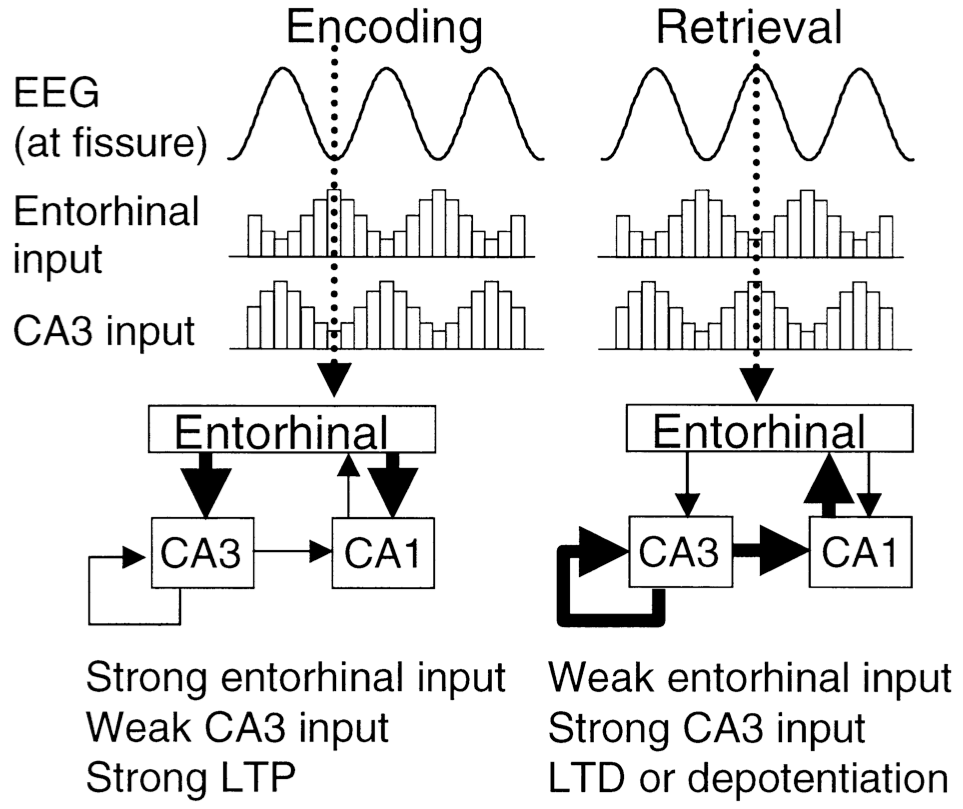 Encoding
Retrieval
EEG
(at fissure)
Entorhinal
input
CA3 input
Entorhinal
CA3
CA1
Entorhinal
CA3
CA1
Strong entorhinal input
Weak CA3 input
Strong LTP
Weak entorhinal input
Strong CA3 input
LTD or depotentiation